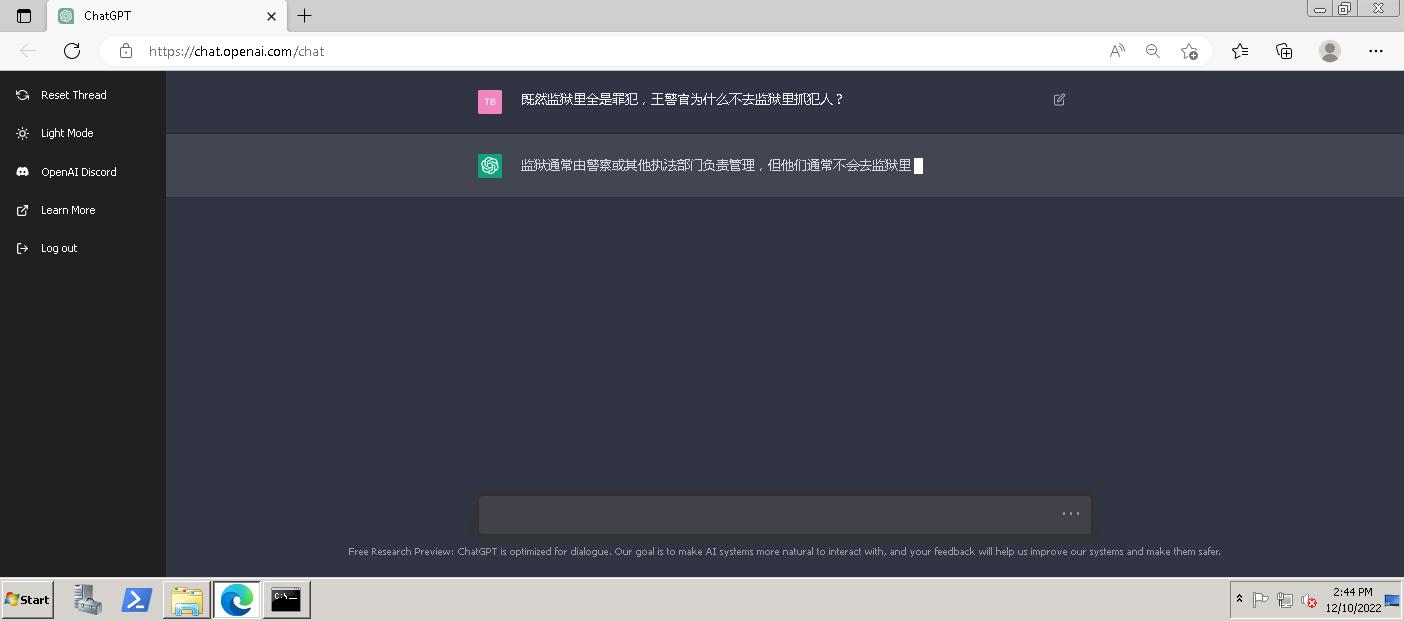 ChatGPT
https://chat.openai.com/chat
Reset Thread
Light Mode
OpenAI Discord
Learn More
Log out
TB
既然监狱里全是罪犯，王警官为什么不去监狱里抓犯人？
监狱通常由警察或其他执法部门负责管理，但他们通常不会去监狱里
Free Research Preview: ChatGPT is optimized for dialogue. Our goal is to make AI systems more natural to interact with, and your feedback will help us improve our systems and make them safer.
Start
C:\_
2:44 PM
12/10/2022